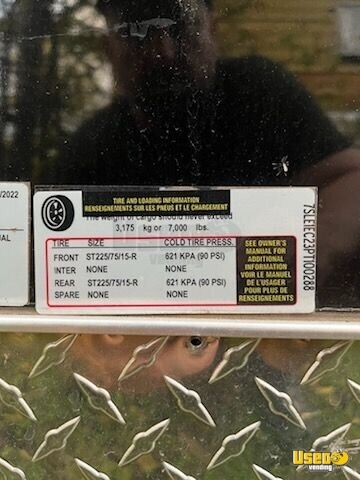 /2022
UAL
TIRE AND LOADING INFORMATION
RENSEIGNEMENTS SUR LES PNEUS ET LE CHARGEMENT
The weight of cargo should never exceed
3,175 kg or 7,000 lbs.
TIRE SIZE COLD TIRE PRESS.
FRONT ST225/75/15-R 621 KPA (90 PSI)
INTER NONE NONE
REAR ST225/75/15-R 621 KPA (90 PSI)
SPARE NONE NONE
SEE OWNER'S
MANUAL FOR
ADDITIONAL
INFORMATION
VOIR LE MANUEL
DE L'USAGER
POUR PLUS DE
RENSEIGNEMENTS
7SLE1EC23PT100288
Used
vending